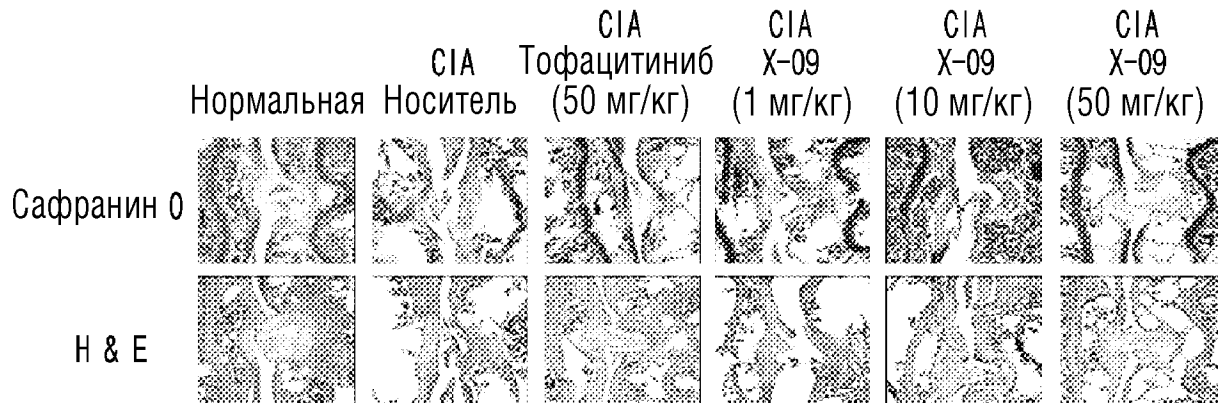 Нормальная
CIA
Носитель
CIA
Тофацитиниб
(50 мг/кг)
CIA
X-09
(1 мг/кг)
CIA
X-09
(10 мг/кг)
CIA
X-09
(50 мг/кг)
Сафранин 0
H & E